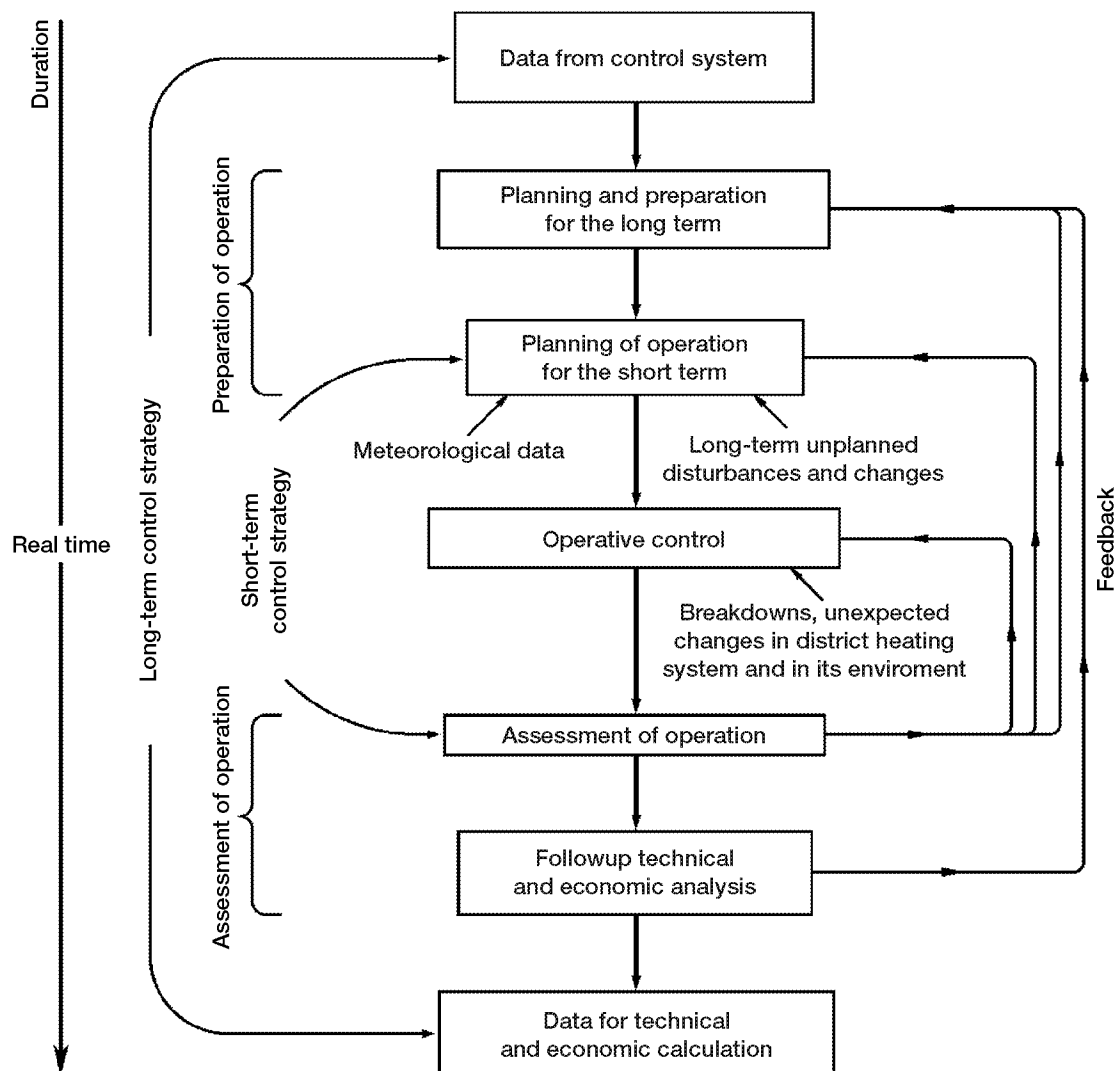 Duration
Data from control system
Planning and preparation
for the long term
Preparation of operation
Planning of operation
for the short term
Meteorological data
Long-term unplanned
disturbances and changes
Long-term control strategy
Short-term
control strategy
Real time
Operative control
Feedback
Breakdowns, unexpected
changes in district heating
system and in its enviroment
Assessment of operation
Assessment of operation
Followup technical
and economic analysis
Data for technical
and economic calculation